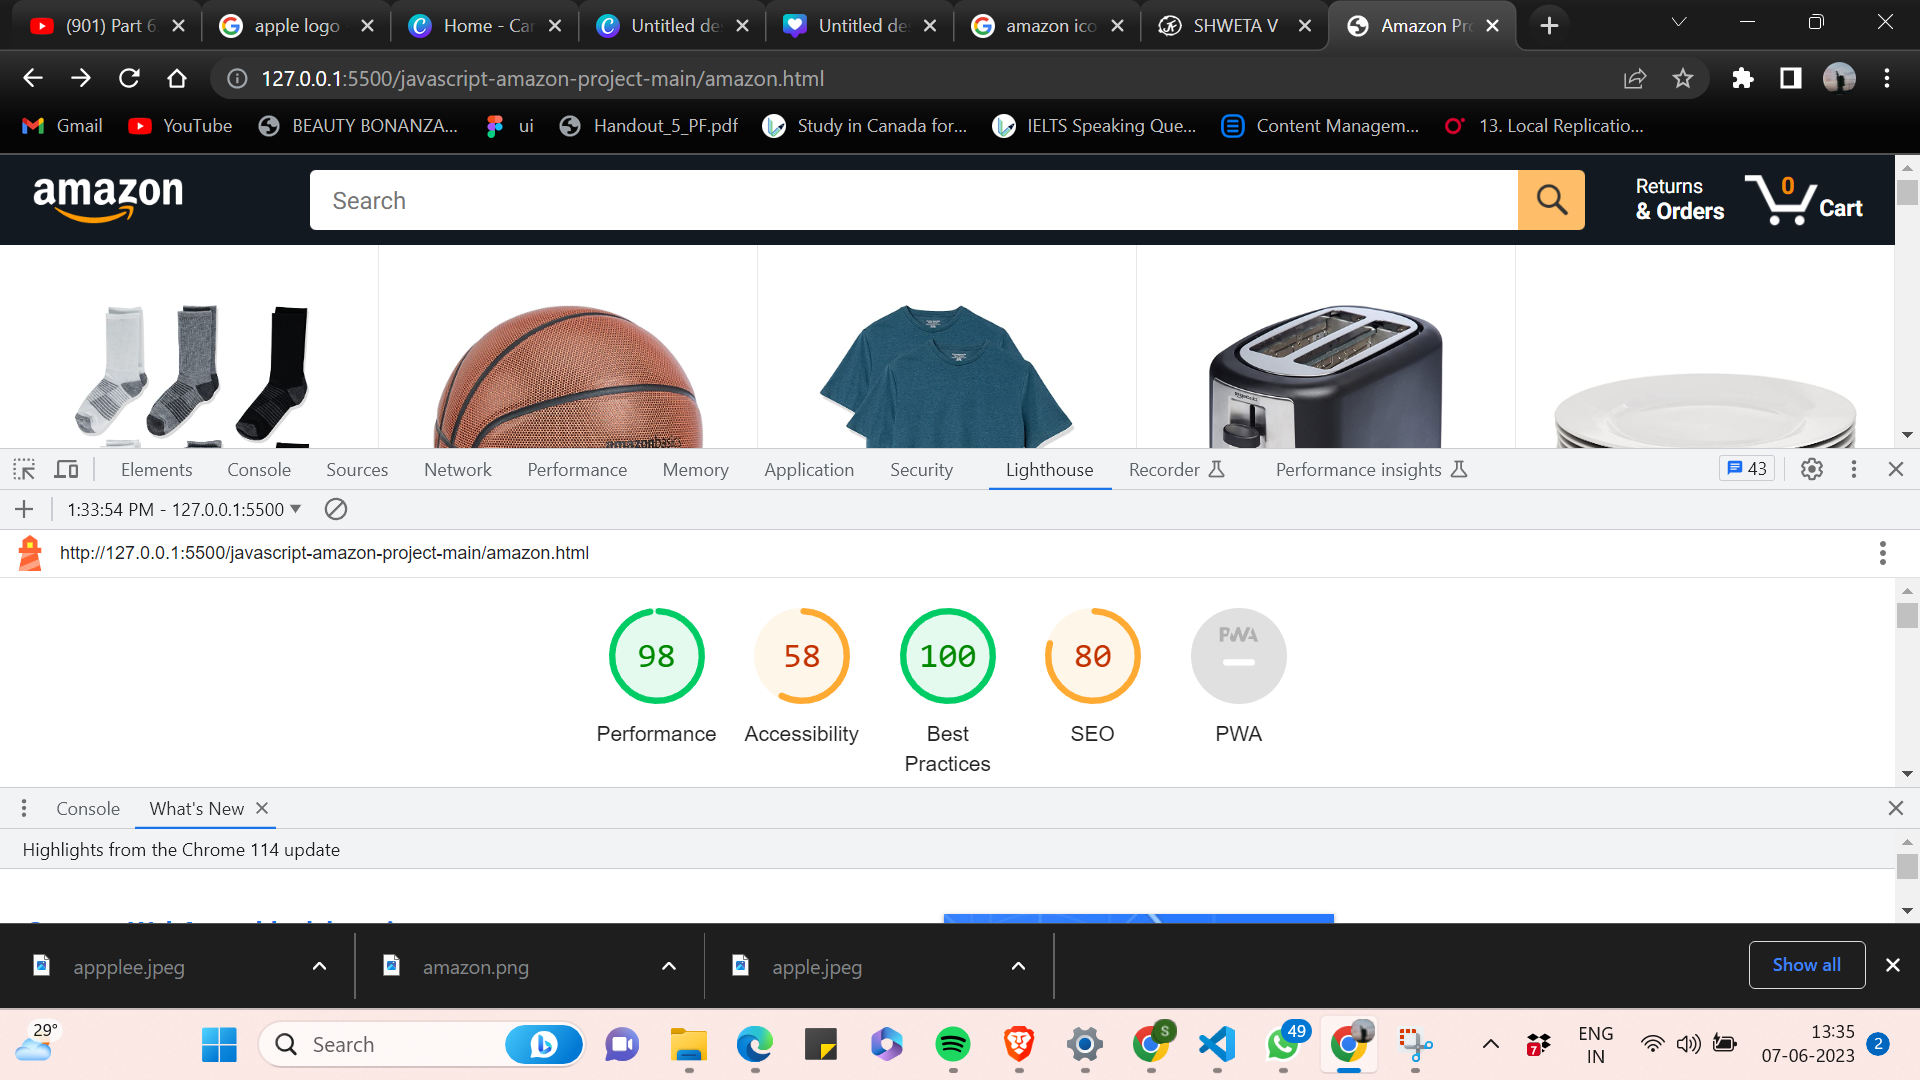 (901) Part 6
apple logo
Home - Can
Untitled des
Untitled des
amazon ico
SHWETA V
Amazon Pro
127.0.0.1:5500/javascript-amazon-project-main/amazon.html
Gmail
YouTube
BEAUTY BONANZA...
ui
Handout_5_PF.pdf
Study in Canada for...
IELTS Speaking Que...
Content Managem...
13. Local Replicatio...
amazon
Search
Returns
& Orders
0
Cart
amazonbasics
Elements
Console
Sources
Network
Performance
Memory
Application
Security
Lighthouse
Recorder
Performance insights
43
1:33:54 PM - 127.0.0.1:5500
http://127.0.0.1:5500/javascript-amazon-project-main/amazon.html
98
58
100
80
PWA
Performance
Accessibility
Best
Practices
SEO
PWA
Console
What's New
Highlights from the Chrome 114 update
appplee.jpeg
amazon.png
apple.jpeg
Show all
29°
Search
S
49
7
ENG
IN
13:35
07-06-2023
2